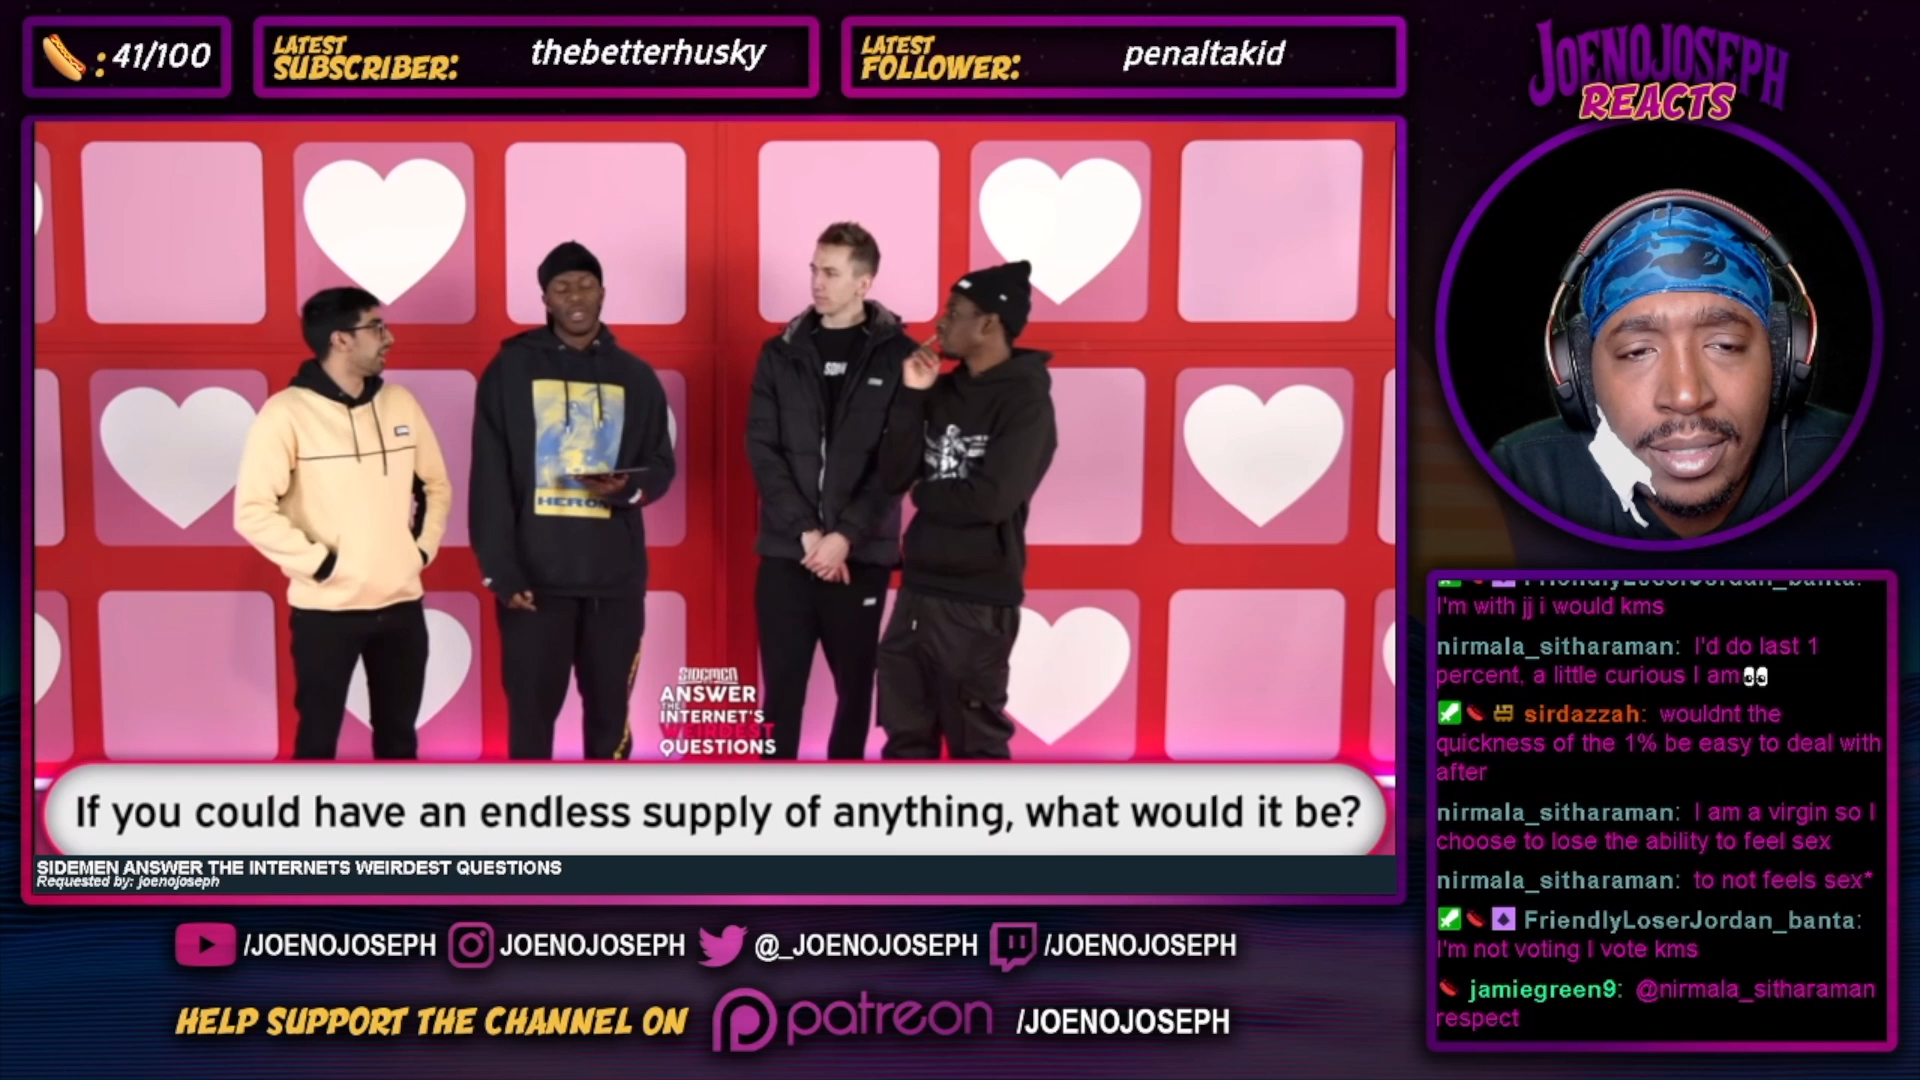 : 41/100
LATEST SUBSCRIBER:
thebetterhusky
LATEST FOLLOWER:
penaltakid
JOENOJOSEPH
REACTS
HERO
SIDEMEN
ANSWER
THE
INTERNET'S
WEIRDEST
QUESTIONS
If you could have an endless supply of anything, what would it be?
SIDEMEN ANSWER THE INTERNETS WEIRDEST QUESTIONS
Requested by: joenojoseph
/JOENOJOSEPH
JOENOJOSEPH
@_JOENOJOSEPH
/JOENOJOSEPH
HELP SUPPORT THE CHANNEL ON
patreon
/JOENOJOSEPH
FriendlyLoserJordan_banta:
I'm with jj i would kms
nirmala_sitharaman: I'd do last 1
percent, a little curious I am
sirdazzah: wouldnt the
quickness of the 1% be easy to deal with
after
nirmala_sitharaman: I am a virgin so I
choose to lose the ability to feel sex
nirmala_sitharaman: to not feels sex*
FriendlyLoserJordan_banta:
I'm not voting I vote kms
jamiegreen9: @nirmala_sitharaman
respect